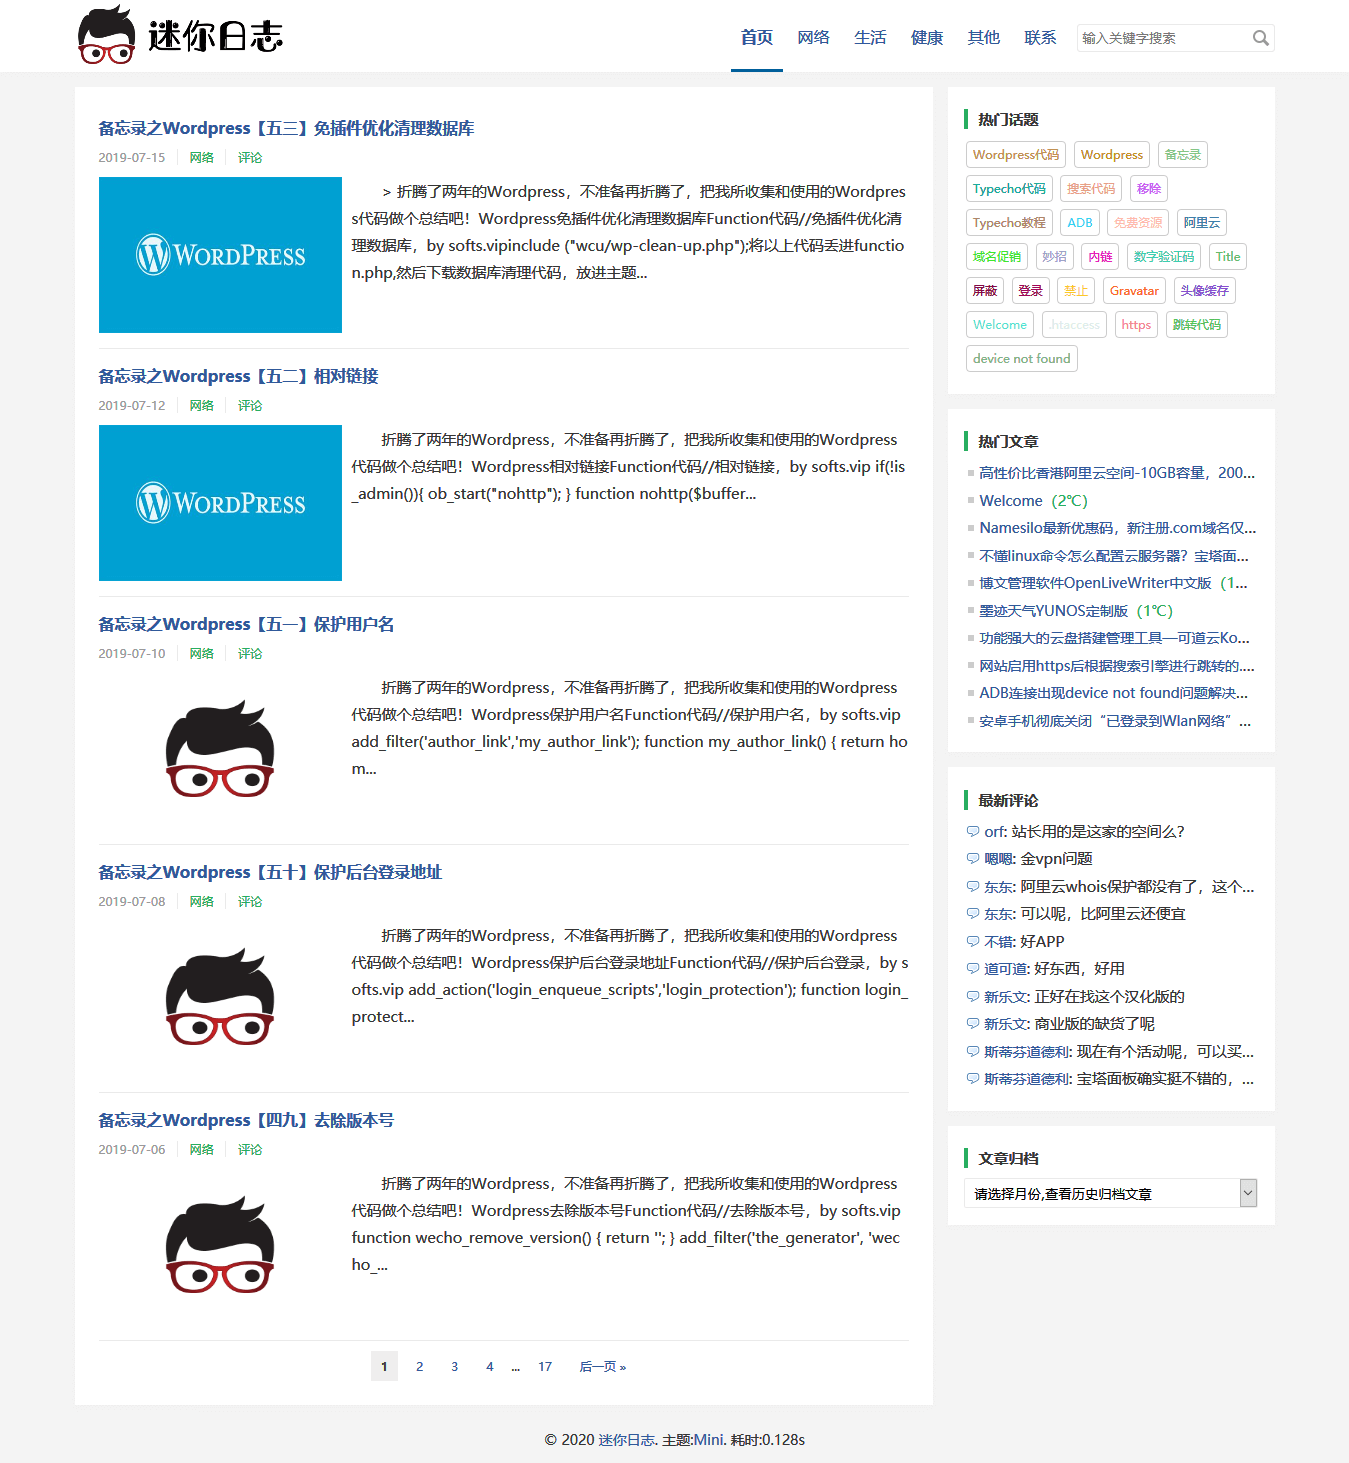 迷你日志
首页 网络 生活 健康 其他 联系 输入关键字搜索
备忘录之Wordpress【五三】免插件优化清理数据库
2019-07-15 网络 评论
WORDPRESS
> 折腾了两年的Wordpress，不准备再折腾了，把我所收集和使用的Wordpres
s代码做个总结吧！Wordpress免插件优化清理数据库Function代码//免插件优化清
理数据库，by softs.vipinclude ("wcu/wp-clean-up.php");将以上代码丢进functio
n.php,然后下载数据库清理代码，放进主题...
备忘录之Wordpress【五二】相对链接
2019-07-12 网络 评论
WORDPRESS
折腾了两年的Wordpress，不准备再折腾了，把我所收集和使用的Wordpress
代码做个总结吧！Wordpress相对链接Function代码//相对链接，by softs.vip if(!is
_admin()){ ob_start("nohttp"); } function nohttp($buffer...
备忘录之Wordpress【五一】保护用户名
2019-07-10 网络 评论
折腾了两年的Wordpress，不准备再折腾了，把我所收集和使用的Wordpress
代码做个总结吧！Wordpress保护用户名Function代码//保护用户名，by softs.vip
add_filter('author_link','my_author_link'); function my_author_link() { return ho
m...
备忘录之Wordpress【五十】保护后台登录地址
2019-07-08 网络 评论
折腾了两年的Wordpress，不准备再折腾了，把我所收集和使用的Wordpress
代码做个总结吧！Wordpress保护后台登录地址Function代码//保护后台登录，by s
ofts.vip add_action('login_enqueue_scripts','login_protection'); function login_
protect...
备忘录之Wordpress【四九】去除版本号
2019-07-06 网络 评论
折腾了两年的Wordpress，不准备再折腾了，把我所收集和使用的Wordpress
代码做个总结吧！Wordpress去除版本号Function代码//去除版本号，by softs.vip
function wecho_remove_version() { return ''; } add_filter('the_generator', 'wec
ho_...
1 2 3 4 ... 17 后一页 »
热门话题
Wordpress代码 Wordpress 备忘录
Typecho代码 搜索代码 移除
Typecho教程 ADB 免费资源 阿里云
域名促销 妙招 内链 数字验证码 Title
屏蔽 登录 禁止 Gravatar 头像缓存
Welcome .htaccess https 跳转代码
device not found
热门文章
高性价比香港阿里云空间-10GB容量，200...
Welcome (2℃)
Namesilo最新优惠码，新注册.com域名仅...
不懂linux命令怎么配置云服务器？宝塔面...
博文管理软件OpenLiveWriter中文版 (1...
墨迹天气YUNOS定制版 (1℃)
功能强大的云盘搭建管理工具—可道云Ko...
网站启用https后根据搜索引擎进行跳转的....
ADB连接出现device not found问题解决...
安卓手机彻底关闭“已登录到Wlan网络”...
最新评论
orf: 站长用的是这家的空间么？
嗯嗯: 金vpn问题
东东: 阿里云whois保护都没有了，这个...
东东: 可以呢，比阿里云还便宜
不错: 好APP
道可道: 好东西，好用
新乐文: 正好在找这个汉化版的
新乐文: 商业版的缺货了呢
斯蒂芬道德利: 现在有个活动呢，可以买...
斯蒂芬道德利: 宝塔面板确实挺不错的，...
文章归档
请选择月份,查看历史归档文章
© 2020 迷你日志. 主题:Mini. 耗时:0.128s